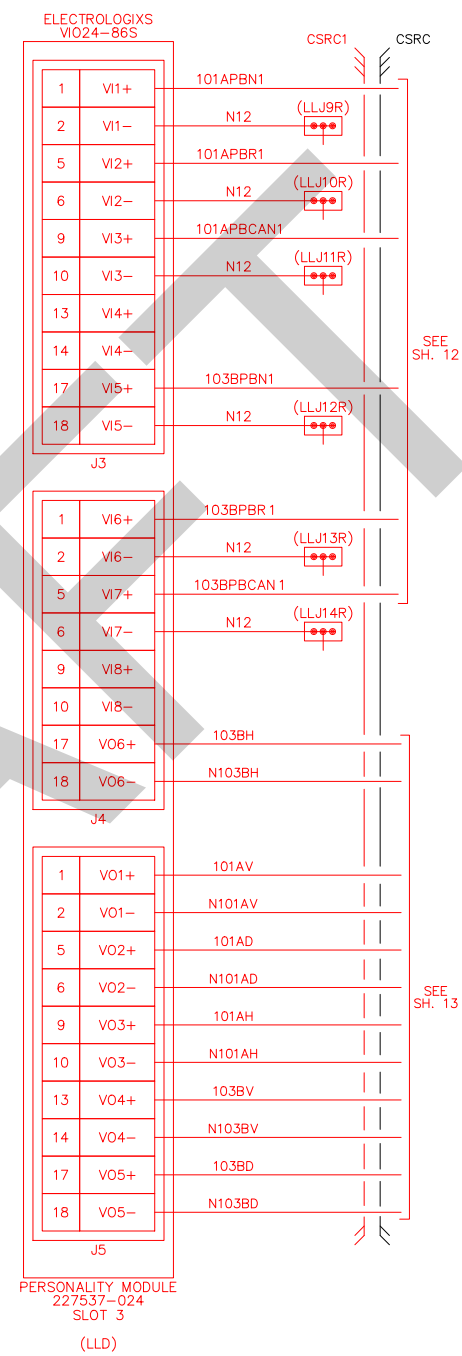 ELECTROLOGIXS
VIO24-86S
CSRC1
CSRC
1 VI1+ 101APBN1
2 VI1- N12 (LLJ9R)
5 VI2+ 101APBR1
6 VI2- N12 (LLJ10R)
9 VI3+ 101APBCAN1
10 VI3- N12 (LLJ11R)
13 VI4+
14 VI4-
SEE
SH. 12
17 VI5+ 103BPBN1
18 VI5- N12 (LLJ12R)
J3
1 VI6+ 103BPBR1
2 VI6- N12 (LLJ13R)
5 VI7+ 103BPBCAN1
6 VI7- N12 (LLJ14R)
9 VI8+
10 VI8-
17 VO6+ 103BH
18 VO6- N103BH
J4
1 VO1+ 101AV
2 VO1- N101AV
5 VO2+ 101AD
6 VO2- N101AD
SEE
SH. 13
9 VO3+ 101AH
10 VO3- N101AH
13 VO4+ 103BV
14 VO4- N103BV
17 VO5+ 103BD
18 VO5- N103BD
J5
PERSONALITY MODULE
227537-024
SLOT 3
(LLD)